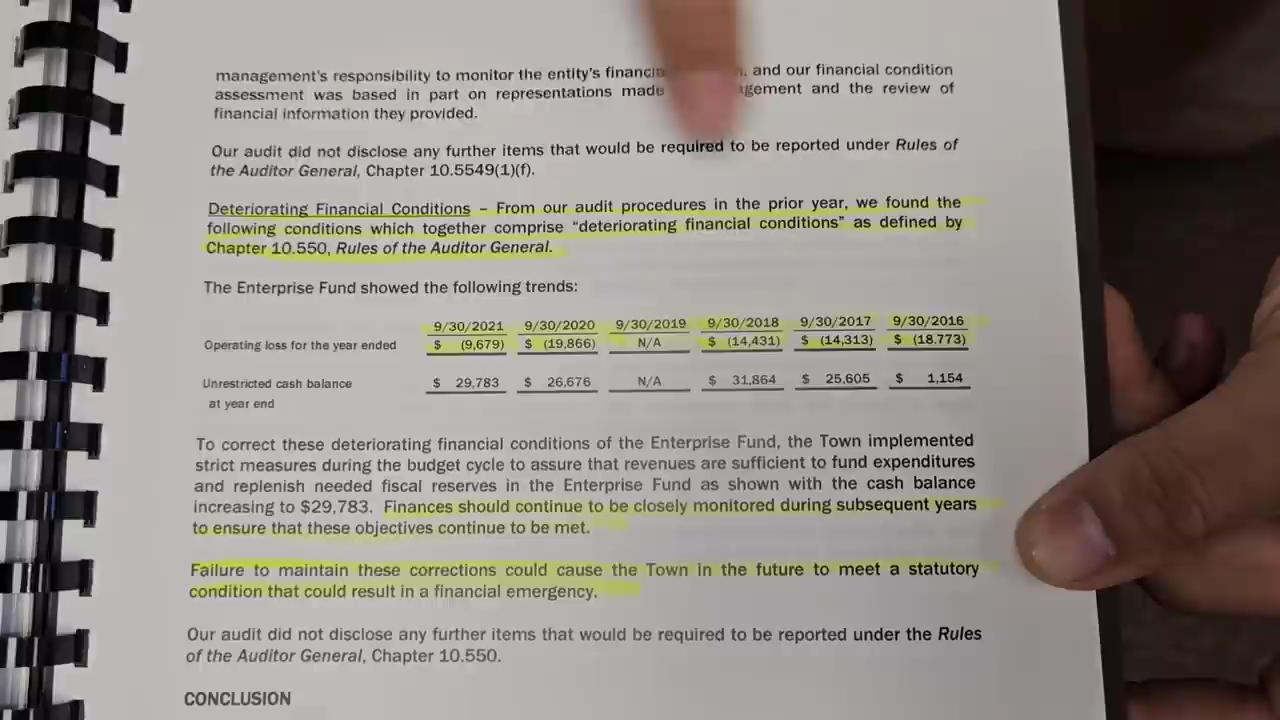 management's responsibility to monitor the entity's and our financial condition
assessment was based in part on representations made and the review of
financial information they provided.
Our audit did not disclose any further items that would be required to be reported under Rules of
the Auditor General, Chapter 10.5549(1)(f).
Deteriorating Financial Conditions – From our audit procedures in the prior year, we found the
following conditions which together comprise "deteriorating financial conditions" as defined by
Chapter 10.550, Rules of the Auditor General.
The Enterprise Fund showed the following trends:
9/30/2021 9/30/2020 9/30/2019 9/30/2018 9/30/2017 9/30/2016
Operating loss for the year ended $ (9,679) $ (19,866) N/A $ (14,431) $ (14,313) $ (18.773)
Unrestricted cash balance $ 29,783 $ 26,676 N/A $ 31,864 $ 25,605 $ 1,154
at year end
To correct these deteriorating financial conditions of the Enterprise Fund, the Town implemented
strict measures during the budget cycle to assure that revenues are sufficient to fund expenditures
and replenish needed fiscal reserves in the Enterprise Fund as shown with the cash balance
increasing to $29,783. Finances should continue to be closely monitored during subsequent years
to ensure that these objectives continue to be met.
Failure to maintain these corrections could cause the Town in the future to meet a statutory
condition that could result in a financial emergency.
Our audit did not disclose any further items that would be required to be reported under the Rules
of the Auditor General, Chapter 10.550.
CONCLUSION